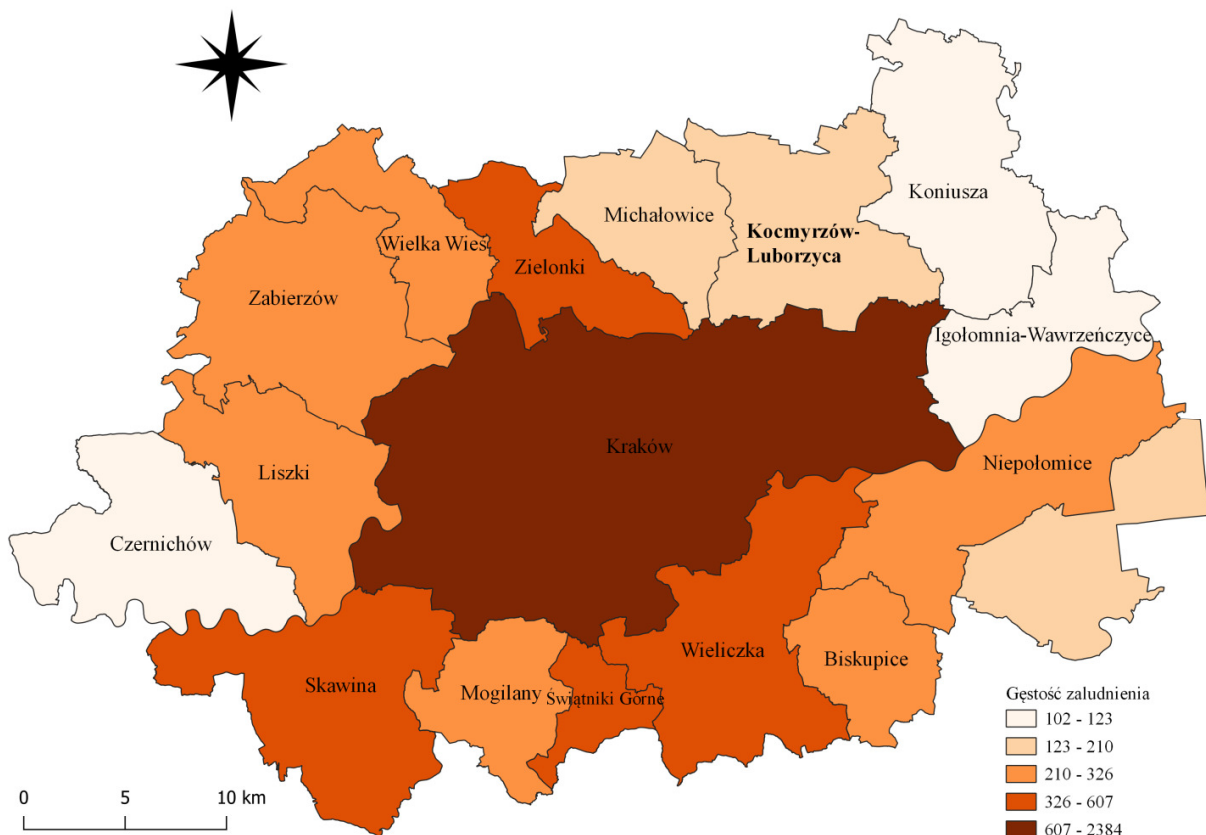 Koniusza
Michałowice
Kocmyrzów-
Luborzyca
Wielka Wieś
Zielonki
Zabierzów
Igołomnia-Wawrzeńczyce
Kraków
Niepołomice
Liszki
Czernichów
Wieliczka
Biskupice
Skawina
Mogilany
Świątniki Górne
Gęstość zaludnienia
102 - 123
123 - 210
210 - 326
326 - 607
607 - 2384
0 5 10 km